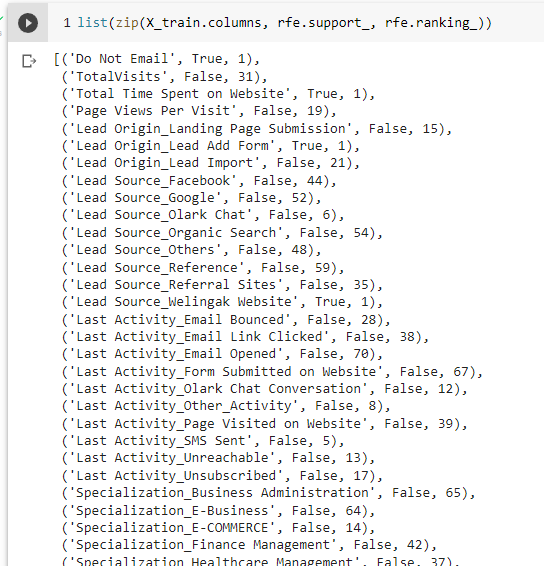 1 list(zip(X_train.columns, rfe.support_, rfe.ranking_))
[('Do Not Email', True, 1),
('TotalVisits', False, 31),
('Total Time Spent on Website', True, 1),
('Page Views Per Visit', False, 19),
('Lead Origin_Landing Page Submission', False, 15),
('Lead Origin_Lead Add Form', True, 1),
('Lead Origin_Lead Import', False, 21),
('Lead Source_Facebook', False, 44),
('Lead Source_Google', False, 52),
('Lead Source_Olark Chat', False, 6),
('Lead Source_Organic Search', False, 54),
('Lead Source_Others', False, 48),
('Lead Source_Reference', False, 59),
('Lead Source_Referral Sites', False, 35),
('Lead Source_Welingak Website', True, 1),
('Last Activity_Email Bounced', False, 28),
('Last Activity_Email Link Clicked', False, 38),
('Last Activity_Email Opened', False, 70),
('Last Activity_Form Submitted on Website', False, 67),
('Last Activity_Olark Chat Conversation', False, 12),
('Last Activity_Other_Activity', False, 8),
('Last Activity_Page Visited on Website', False, 39),
('Last Activity_SMS Sent', False, 5),
('Last Activity_Unreachable', False, 13),
('Last Activity_Unsubscribed', False, 17),
('Specialization_Business Administration', False, 65),
('Specialization_E-Business', False, 64),
('Specialization_E-COMMERCE', False, 14),
('Specialization_Finance Management', False, 42),
('Specialization_Healthcare Management', False, 37),